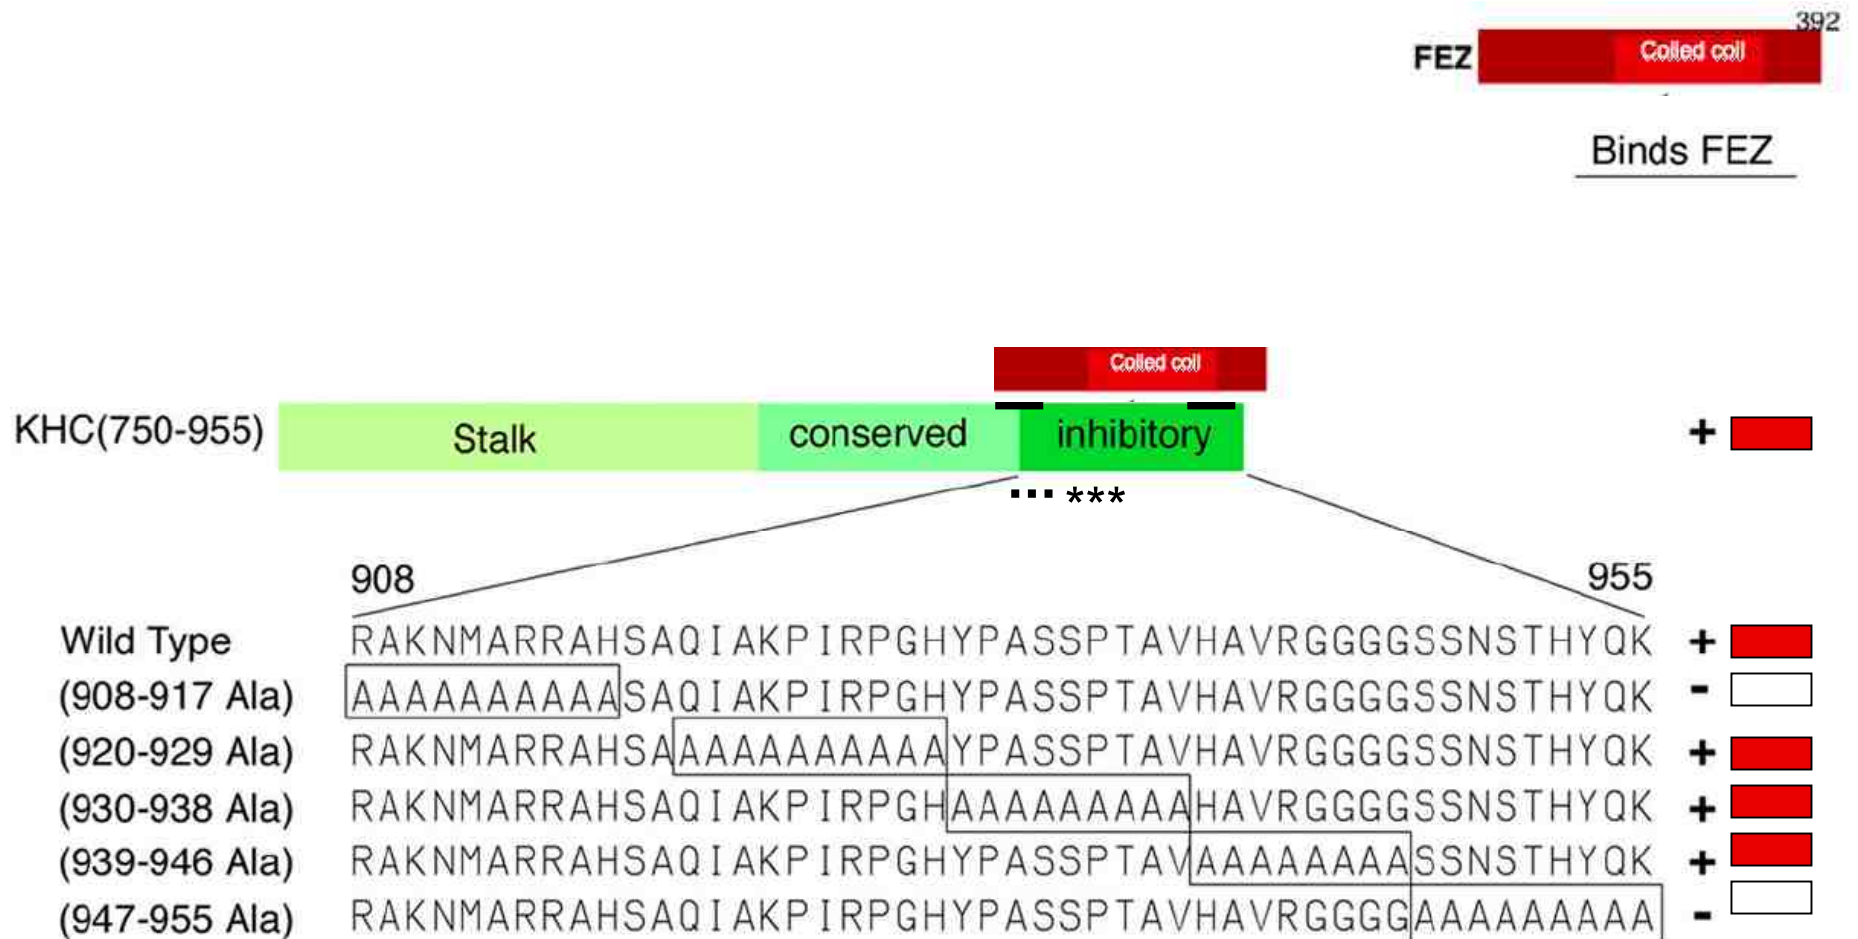 392
FEZ Coiled coil
Binds FEZ
Coiled coil
KHC(750-955) Stalk conserved inhibitory +
... ***
908 955
Wild Type RAKNMARRAHSAQIAKPIRPGHYPASSPTAVHAVRGGGGSSNSTHYQK +
(908-917 Ala) AAAAAAAAAASAQIAKPIRPGHYPASSPTAVHAVRGGGGSSNSTHYQK -
(920-929 Ala) RAKNMARRAHSAAAAAAAAAAAYPASSPTAVHAVRGGGGSSNSTHYQK +
(930-938 Ala) RAKNMARRAHSAQIAKPIRPGHAAAAAAAAAHAVRGGGGSSNSTHYQK +
(939-946 Ala) RAKNMARRAHSAQIAKPIRPGHYPASSPTAVAAAAAAAASSNSTHYQK +
(947-955 Ala) RAKNMARRAHSAQIAKPIRPGHYPASSPTAVHAVRGGGGAAAAAAAAA -